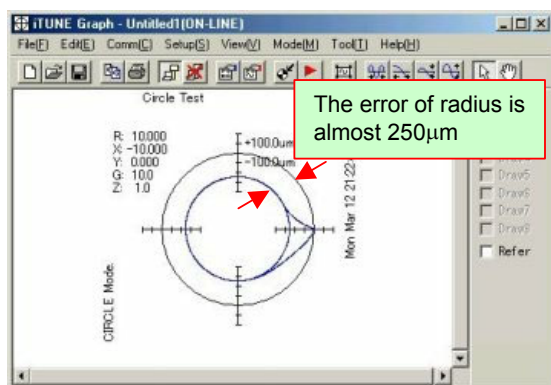 iTUNE Graph - Untitled1(ON-LINE)
File(F) Edit(E) Comm(C) Setup(S) View(V) Mode(M) Tool(T) Help(H)
Circle Test
The error of radius is
almost 250μm
R: 10.000
X: -10.000
Y: 0.000
G: 10.0
Z: 1.0
+100.0um
-100.0um
Mon Mar 12 21:22
CIRCLE Mode.
Draw5
Draw6
Draw7
Draw8
Refer